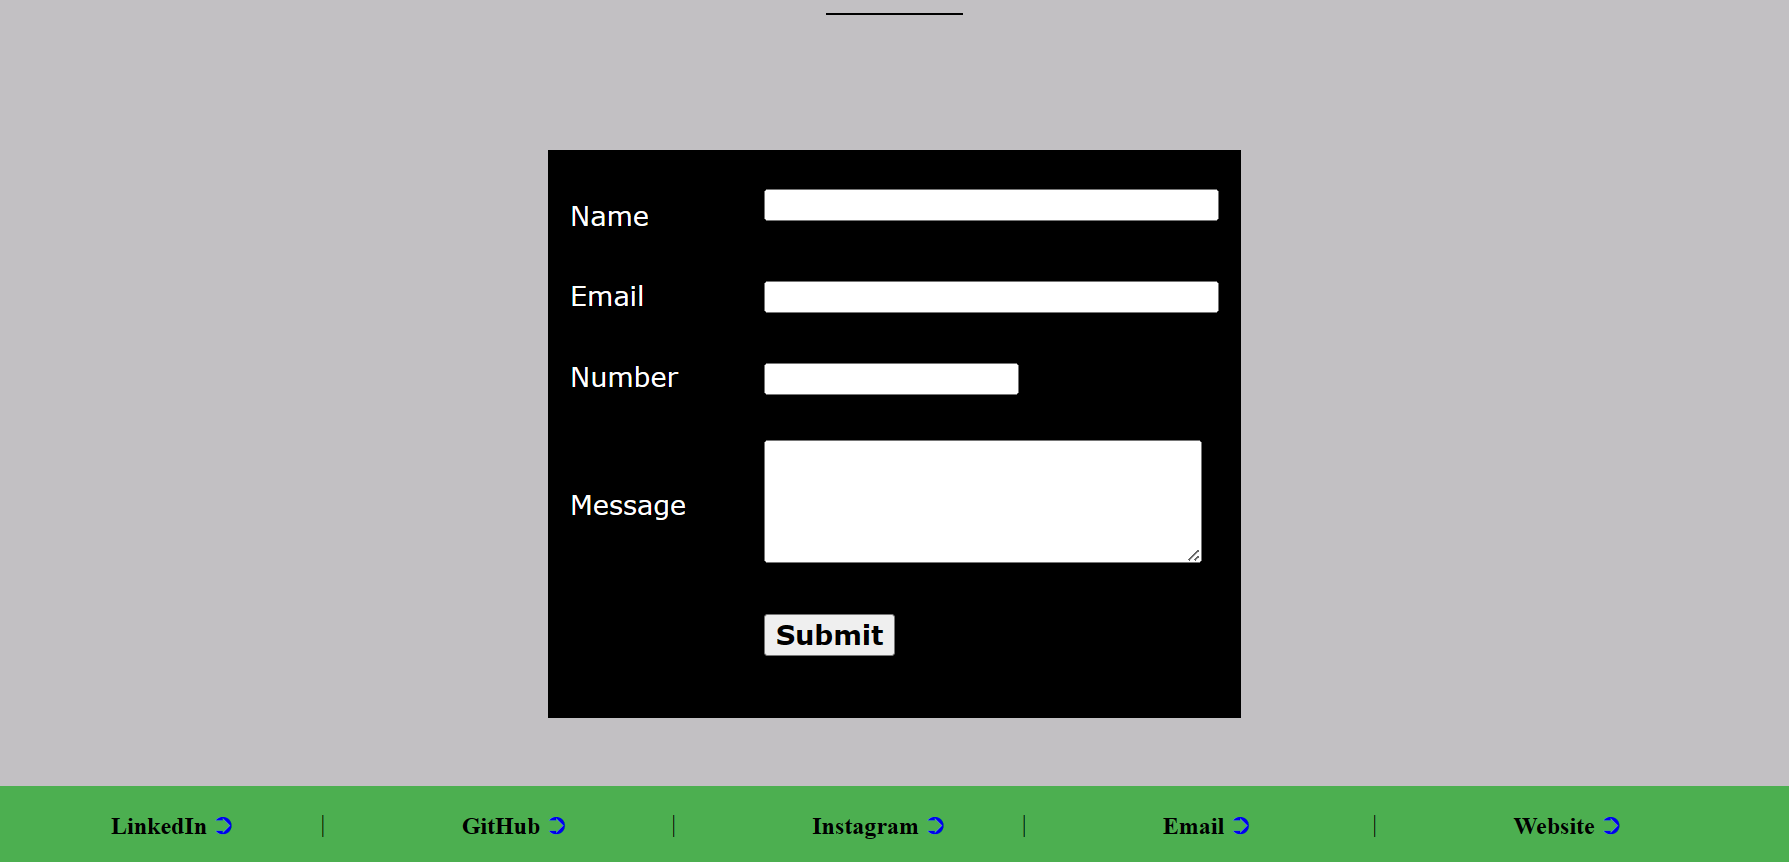 Name
Email
Number
Message
Submit
LinkedIn ➲ | GitHub ➲ | Instagram ➲ | Email ➲ | Website ➲